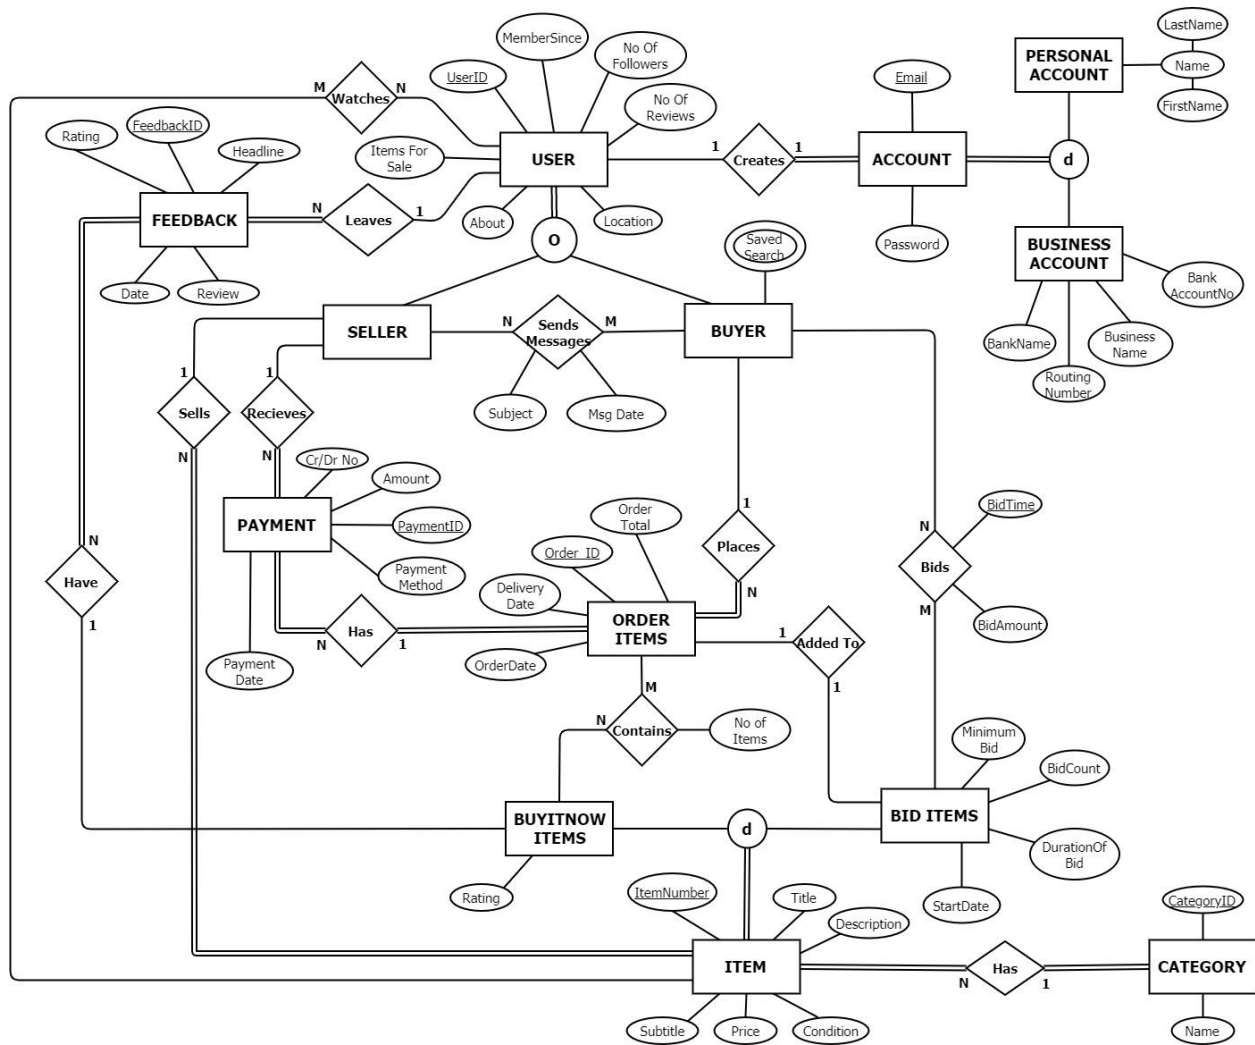 MemberSince
No Of
Followers
LastName
PERSONAL
ACCOUNT
Name
FirstName
UserID
Email
M
Watches
N
No Of
Reviews
Rating
FeedbackID
Headline
Items For
Sale
USER
1
Creates
1
ACCOUNT
d
FEEDBACK
N
Leaves
1
About
Location
Password
Date
Review
O
Saved
Search
BUSINESS
ACCOUNT
Bank
AccountNo
BankName
Business
Name
Routing
Number
SELLER
N
Sends
Messages
M
BUYER
Subject
Msg Date
1
Sells
N
1
Recieves
N
Cr/Dr No
Amount
PAYMENT
PaymentID
Payment
Method
Payment
Date
Order
Total
Order_ID
Delivery
Date
OrderDate
ORDER
ITEMS
1
Places
N
N
Bids
M
BidTime
BidAmount
N
Have
1
N
Has
1
1
Added To
1
M
N
Contains
No of
Items
Minimum
Bid
BidCount
BUYITNOW
ITEMS
d
BID ITEMS
DurationOf
Bid
StartDate
Rating
ItemNumber
Title
Description
CategoryID
ITEM
N
Has
1
CATEGORY
Subtitle
Price
Condition
Name